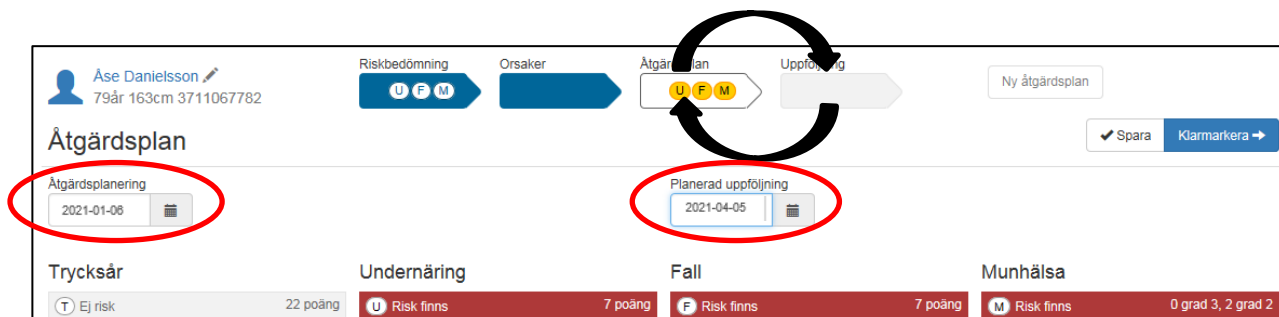 Åse Danielsson
79år 163cm 3711067782
Riskbedömning
U F M
Orsaker
Åtgärdsplan
U F M
Uppföljning
Ny åtgärdsplan
Åtgärdsplan
Spara
Klarmarkera
Åtgärdsplanering
2021-01-06
Planerad uppföljning
2021-04-05
Trycksår
T Ej risk 22 poäng
Undernäring
U Risk finns 7 poäng
Fall
F Risk finns 7 poäng
Munhälsa
M Risk finns 0 grad 3, 2 grad 2